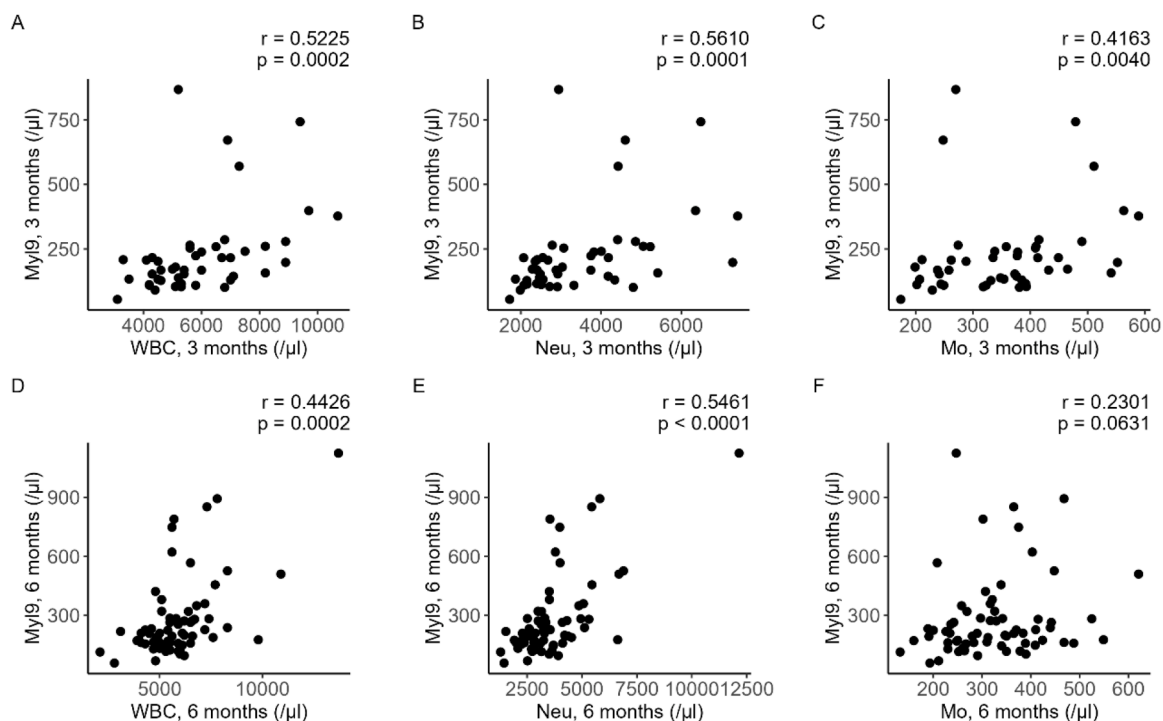 A
r = 0.5225
p = 0.0002
Myl9, 3 months (/µl)
750
500
250
4000 6000 8000 10000
WBC, 3 months (/µl)
B
r = 0.5610
p = 0.0001
Myl9, 3 months (/µl)
750
500
250
2000 4000 6000
Neu, 3 months (/µl)
C
r = 0.4163
p = 0.0040
Myl9, 3 months (/µl)
750
500
250
200 300 400 500 600
Mo, 3 months (/µl)
D
r = 0.4426
p = 0.0002
Myl9, 6 months (/µl)
900
600
300
5000 10000
WBC, 6 months (/µl)
E
r = 0.5461
p < 0.0001
Myl9, 6 months (/µl)
900
600
300
2500 5000 7500 10000 12500
Neu, 6 months (/µl)
F
r = 0.2301
p = 0.0631
Myl9, 6 months (/µl)
900
600
300
200 300 400 500 600
Mo, 6 months (/µl)